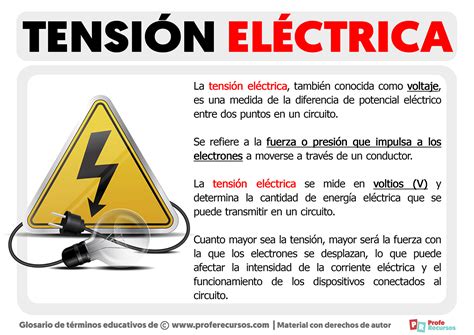 TENSIÓN ELÉCTRICA
La tensión eléctrica, también conocida como voltaje,
es una medida de la diferencia de potencial eléctrico
entre dos puntos en un circuito.
Se refiere a la fuerza o presión que impulsa a los
electrones a moverse a través de un conductor.
La tensión eléctrica se mide en voltios (V) y
determina la cantidad de energía eléctrica que se
puede transmitir en un circuito.
Cuanto mayor sea la tensión, mayor será la fuerza con
la que los electrones se desplazan, lo que puede
afectar la intensidad de la corriente eléctrica y el
funcionamiento de los dispositivos conectados al
circuito.
Glosario de términos educativos de © www.proferecursos.com | Material con derechos de autor
PR Profe
Recursos